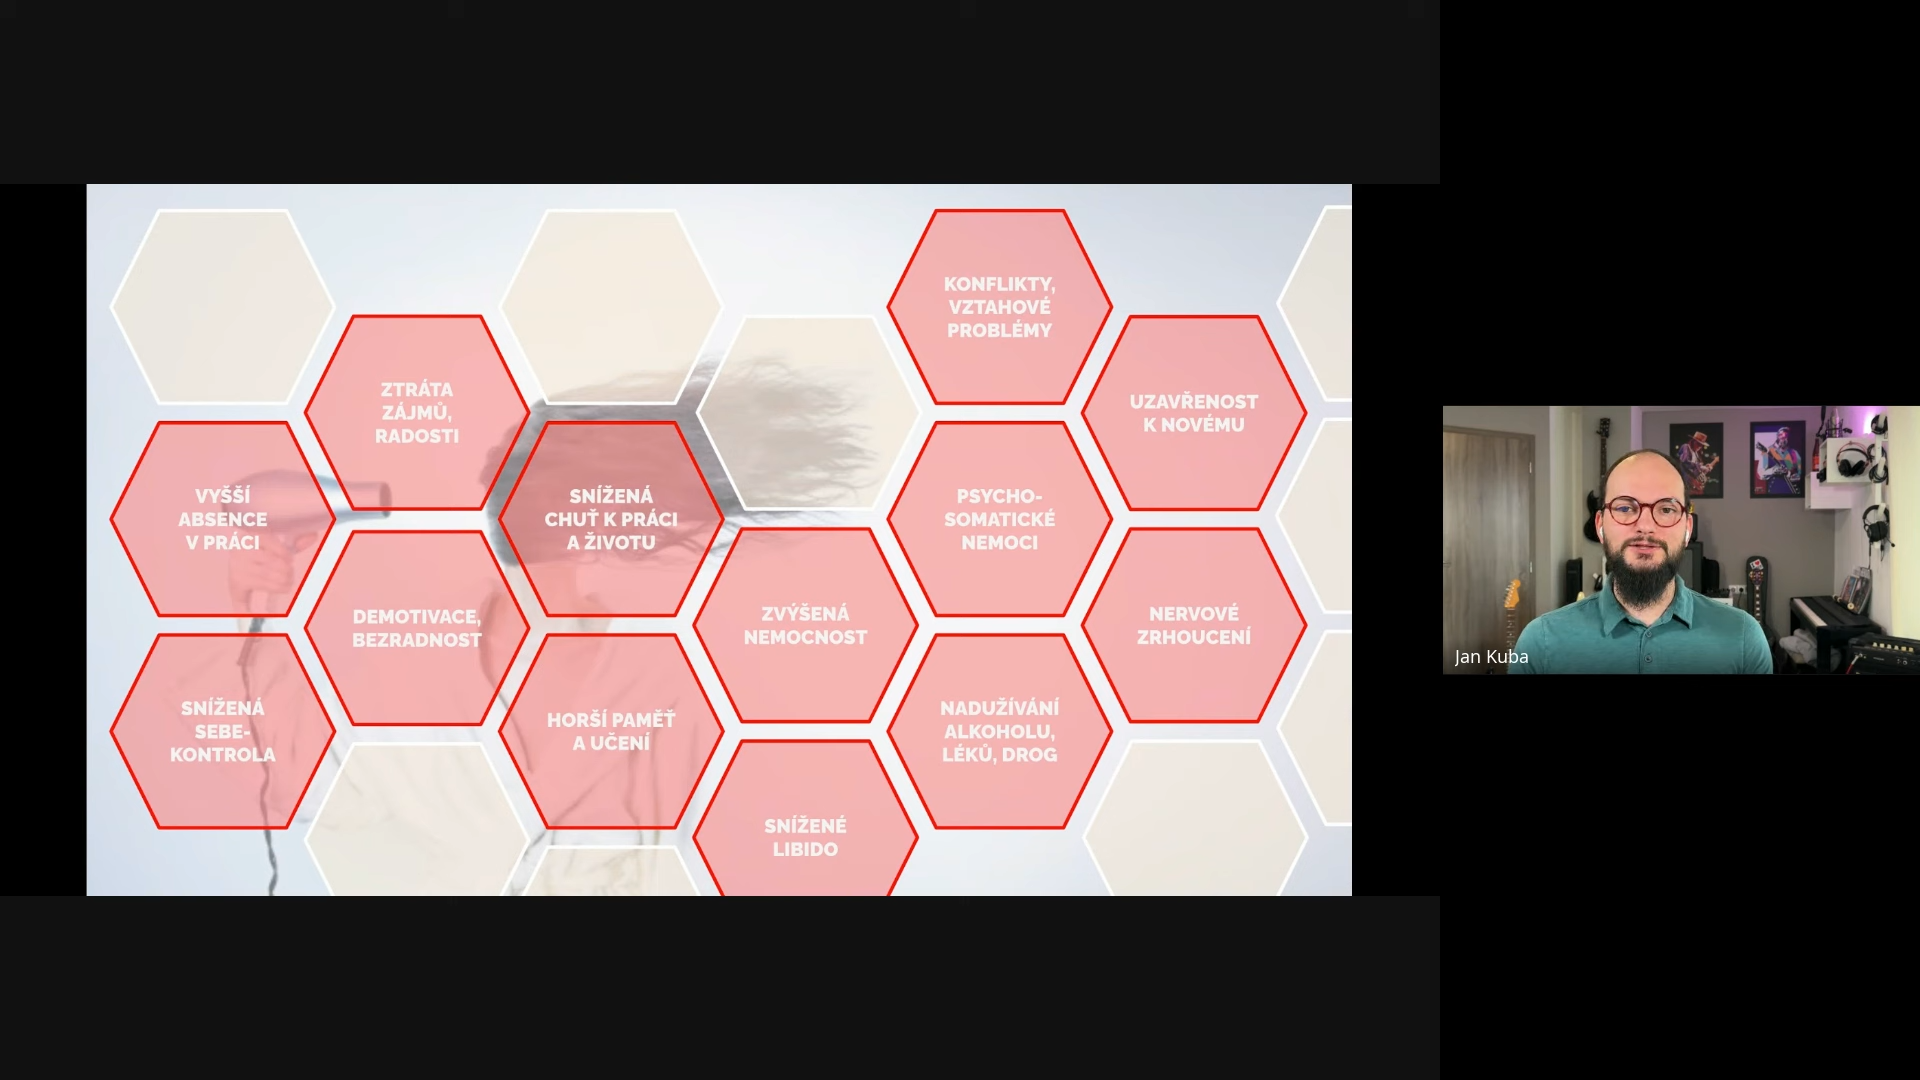 KONFLIKTY,
VZTAHOVÉ
PROBLÉMY
ZTRÁTA
ZÁJMŮ,
RADOSTI
UZAVŘENOST
K NOVÉMU
VYŠŠÍ
ABSENCE
V PRÁCI
SNÍŽENÁ
CHUŤ K PRÁCI
A ŽIVOTU
PSYCHO-
SOMATICKÉ
NEMOCI
DEMOTIVACE,
BEZRADNOST
ZVÝŠENÁ
NEMOCNOST
NERVOVÉ
ZRHOUCENÍ
SNÍŽENÁ
SEBE-
KONTROLA
HORŠÍ PAMĚŤ
A UČENÍ
NADUŽÍVÁNÍ
ALKOHOLU,
LÉKŮ, DROG
SNÍŽENÉ
LIBIDO
Jan Kuba